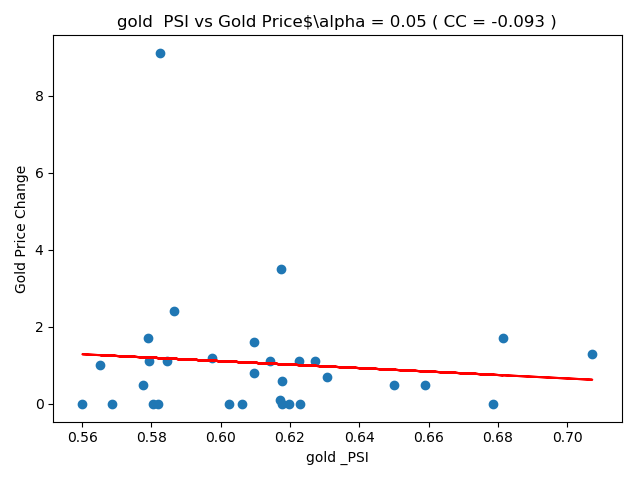 gold  PSI vs Gold Price$\alpha = 0.05 ( CC = -0.093 )
8
6
4
2
0
Gold Price Change
0.56 0.58 0.60 0.62 0.64 0.66 0.68 0.70
gold _PSI